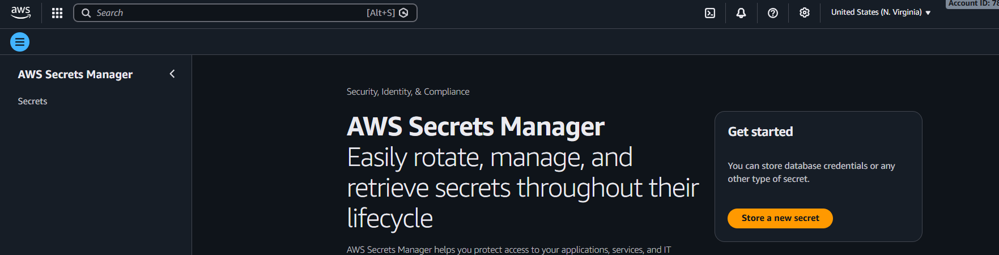 aws
Search
[Alt+S]
United States (N. Virginia)
Account ID: 78
AWS Secrets Manager
Secrets
Security, Identity, & Compliance
AWS Secrets Manager
Easily rotate, manage, and
retrieve secrets throughout their
lifecycle
AWS Secrets Manager helps you protect access to your applications, services, and IT
Get started
You can store database credentials or any
other type of secret.
Store a new secret